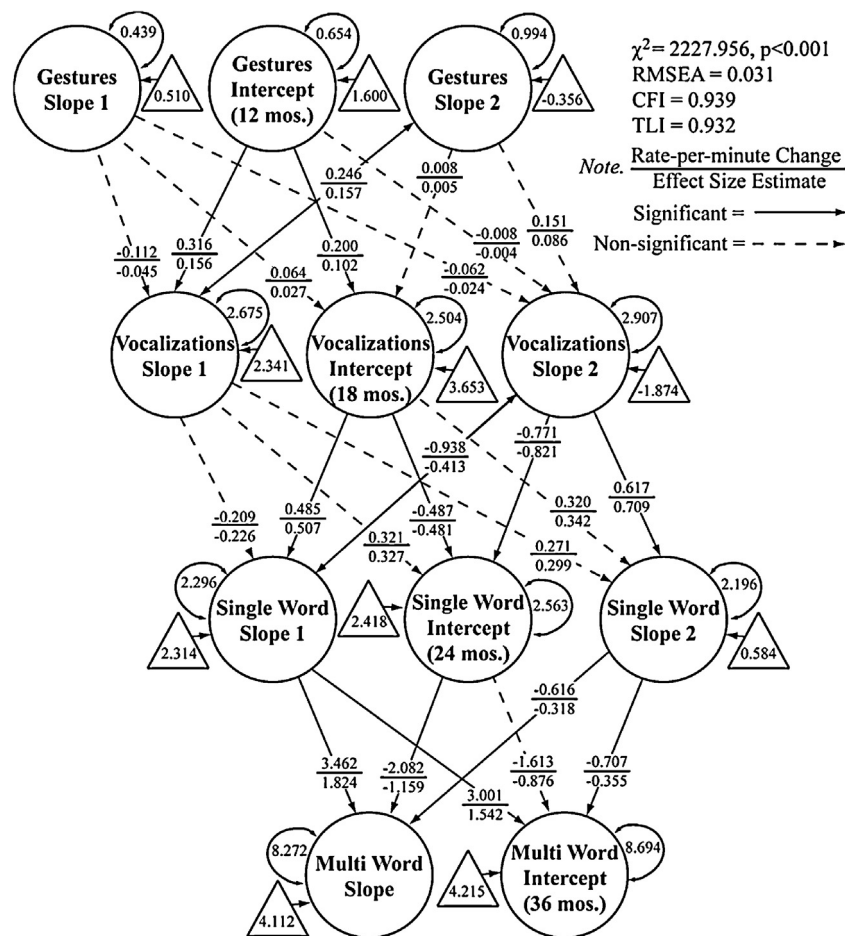 0.439
0.654
0.994
Gestures
Slope 1
0.510
Gestures
Intercept
(12 mos.)
1.600
Gestures
Slope 2
-0.356
χ²= 2227.956, p<0.001
RMSEA = 0.031
CFI = 0.939
TLI = 0.932
Note. Rate-per-minute Change
Effect Size Estimate
Significant =
Non-significant =
0.246
0.157
0.008
0.005
-0.112
-0.045
0.316
0.156
0.064
0.027
0.200
0.102
-0.062
-0.024
-0.008
-0.004
0.151
0.086
Vocalizations
Slope 1
2.675
2.341
Vocalizations
Intercept
(18 mos.)
2.504
3.653
Vocalizations
Slope 2
2.907
-1.874
-0.209
-0.226
0.485
0.507
0.321
0.327
-0.938
-0.413
-0.487
-0.481
-0.771
-0.821
0.271
0.299
0.320
0.342
0.617
0.709
2.296
Single Word
Slope 1
2.314
2.418
Single Word
Intercept
(24 mos.)
2.563
Single Word
Slope 2
2.196
0.584
3.462
1.824
-2.082
-1.159
3.001
1.542
-1.613
-0.876
-0.616
-0.318
-0.707
-0.355
8.272
Multi Word
Slope
4.112
4.215
Multi Word
Intercept
(36 mos.)
8.694